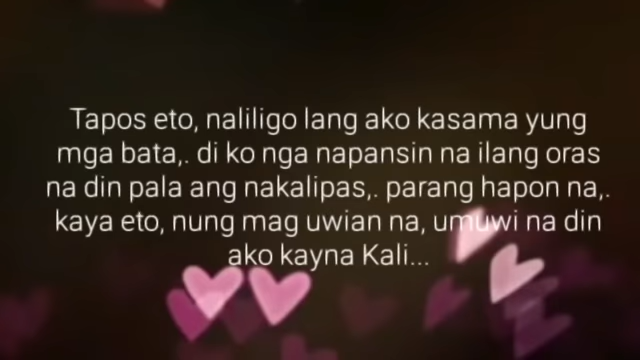 Tapos eto, naliligo lang ako kasama yung
mga bata,. di ko nga napansin na ilang oras
na din pala ang nakalipas,. parang hapon na,.
kaya eto, nung mag uwian na, umuwi na din
ako kayna Kali...